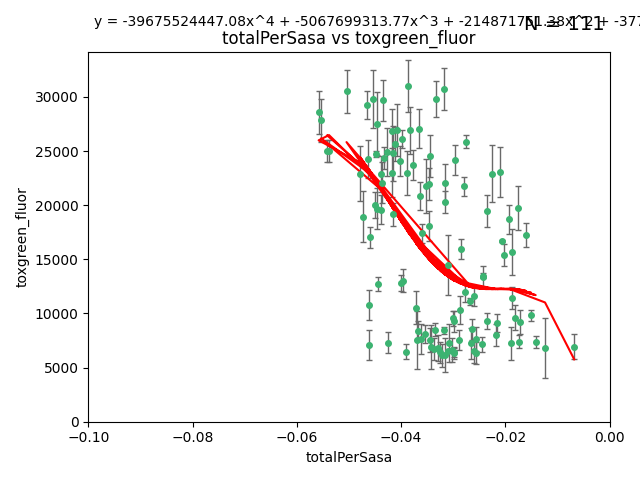 y = -39675524447.08x^4 + -5067699313.77x^3 +
N = 111
totalPerSasa vs toxgreen_fluor
30000
25000
20000
15000
10000
5000
0
toxgreen_fluor
−0.10
−0.08
−0.06
−0.04
−0.02
0.00
totalPerSasa